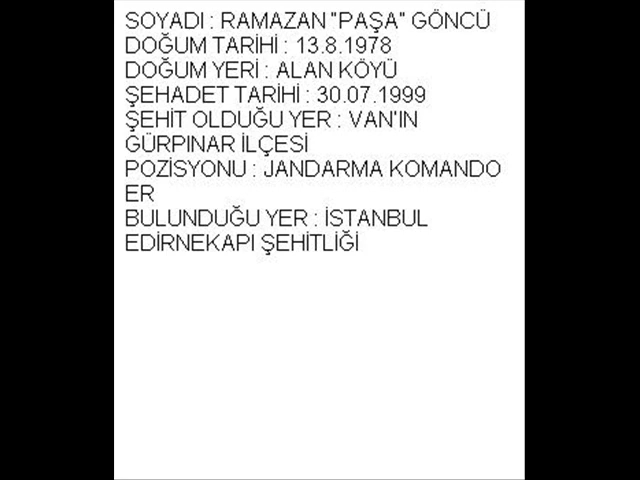 SOYADI : RAMAZAN "PAŞA" GÖNCÜ
DOĞUM TARİHİ : 13.8.1978
DOĞUM YERİ : ALAN KÖYÜ
ŞEHADET TARİHİ : 30.07.1999
ŞEHİT OLDUĞU YER : VAN'IN
GÜRPINAR İLÇESİ
POZİSYONU : JANDARMA KOMANDO
ER
BULUNDUĞU YER : İSTANBUL
EDİRNEKAPI ŞEHİTLİĞİ